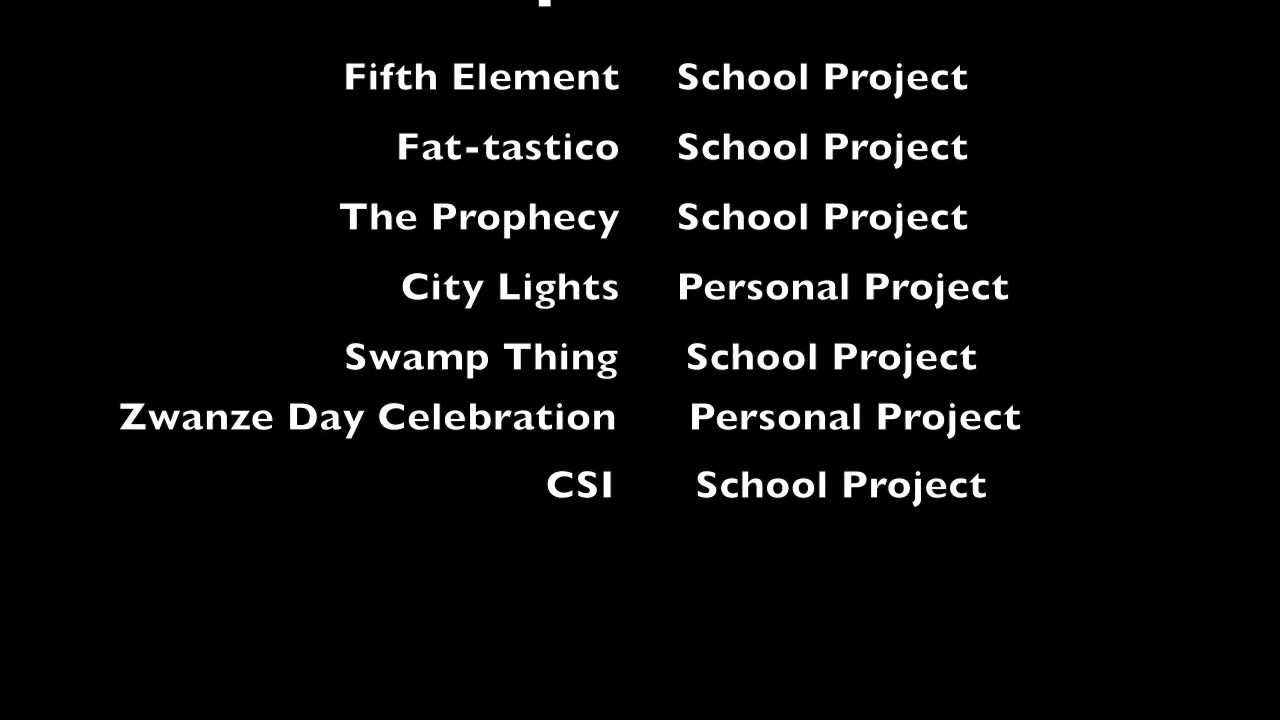 Fifth Element School Project
Fat-tastico School Project
The Prophecy School Project
City Lights Personal Project
Swamp Thing School Project
Zwanze Day Celebration Personal Project
CSI School Project